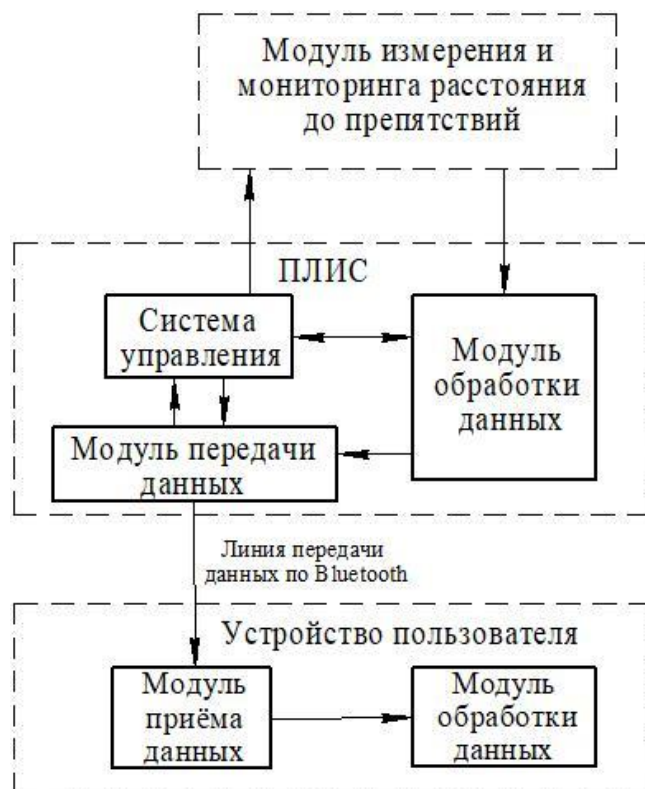 Модуль измерения и
мониторинга расстояния
до препятствий
ПЛИС
Система
управления
Модуль
обработки
данных
Модуль передачи
данных
Линия передачи
данных по Bluetooth
Устройство пользователя
Модуль
приёма
данных
Модуль
обработки
данных